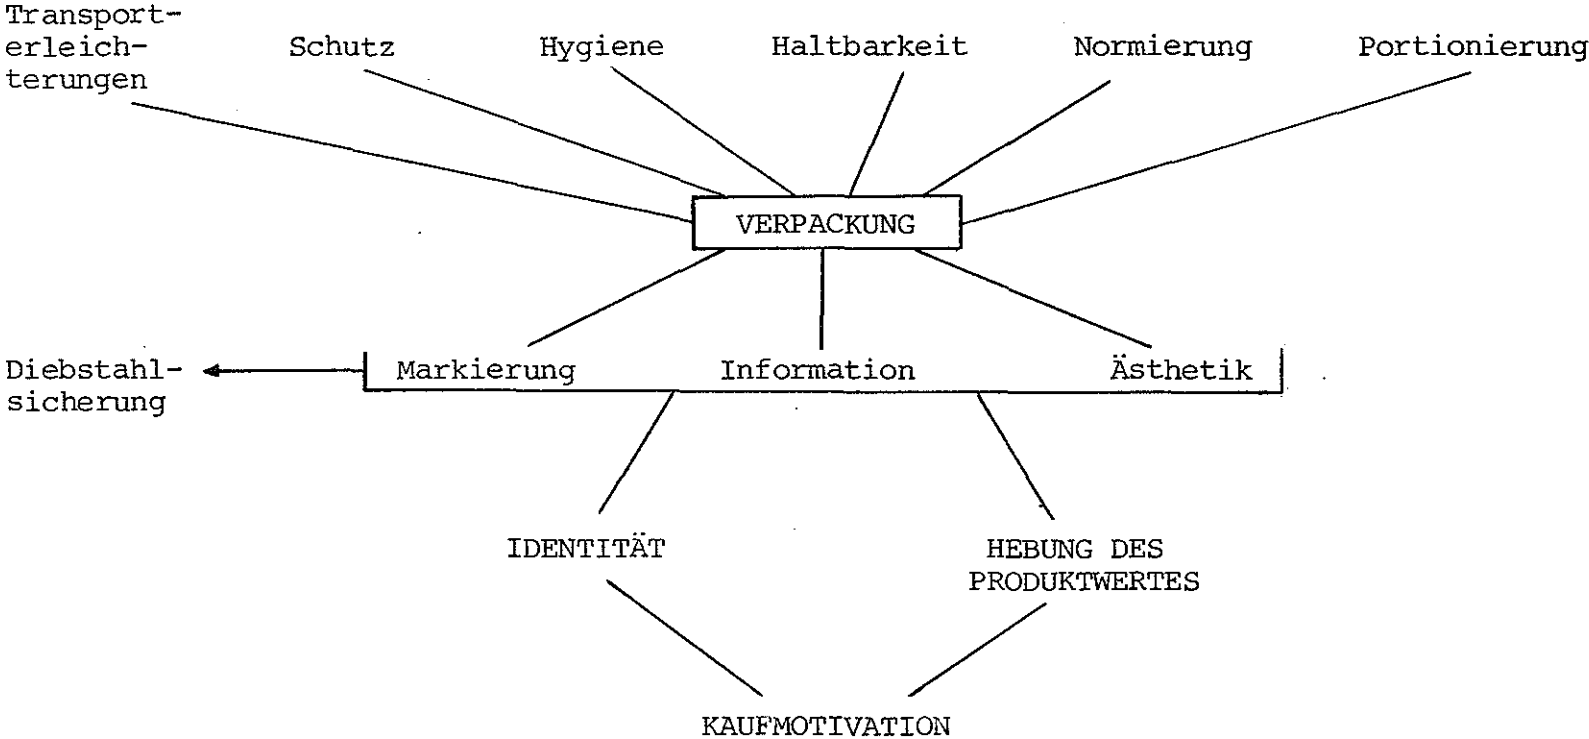 Transport-
erleich-
terungen
Schutz
Hygiene
Haltbarkeit
Normierung
Portionierung
VERPACKUNG
Diebstahl-
sicherung
Markierung
Information
Ästhetik
IDENTITÄT
HEBUNG DES
PRODUKTWERTES
KAUFMOTIVATION